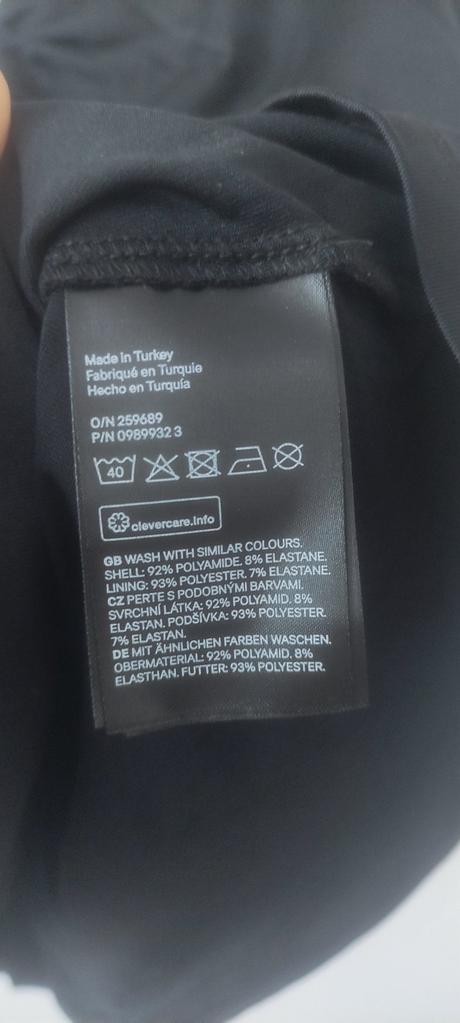 Made in Turkey
Fabriqué en Turquie
Hecho en Turquía
O/N 259689
P/N 0989932 3
40
clevercare.info
GB WASH WITH SIMILAR COLOURS.
SHELL: 92% POLYAMIDE. 8% ELASTANE.
LINING: 93% POLYESTER. 7% ELASTANE.
CZ PERTE S PODOBNÝMI BARVAMI.
SVRCHNÍ LÁTKA: 92% POLYAMID. 8%
ELASTAN. PODŠÍVKA: 93% POLYESTER.
7% ELASTAN.
DE MIT ÄHNLICHEN FARBEN WASCHEN.
OBERMATERIAL: 92% POLYAMID. 8%
ELASTHAN. FUTTER: 93% POLYESTER.